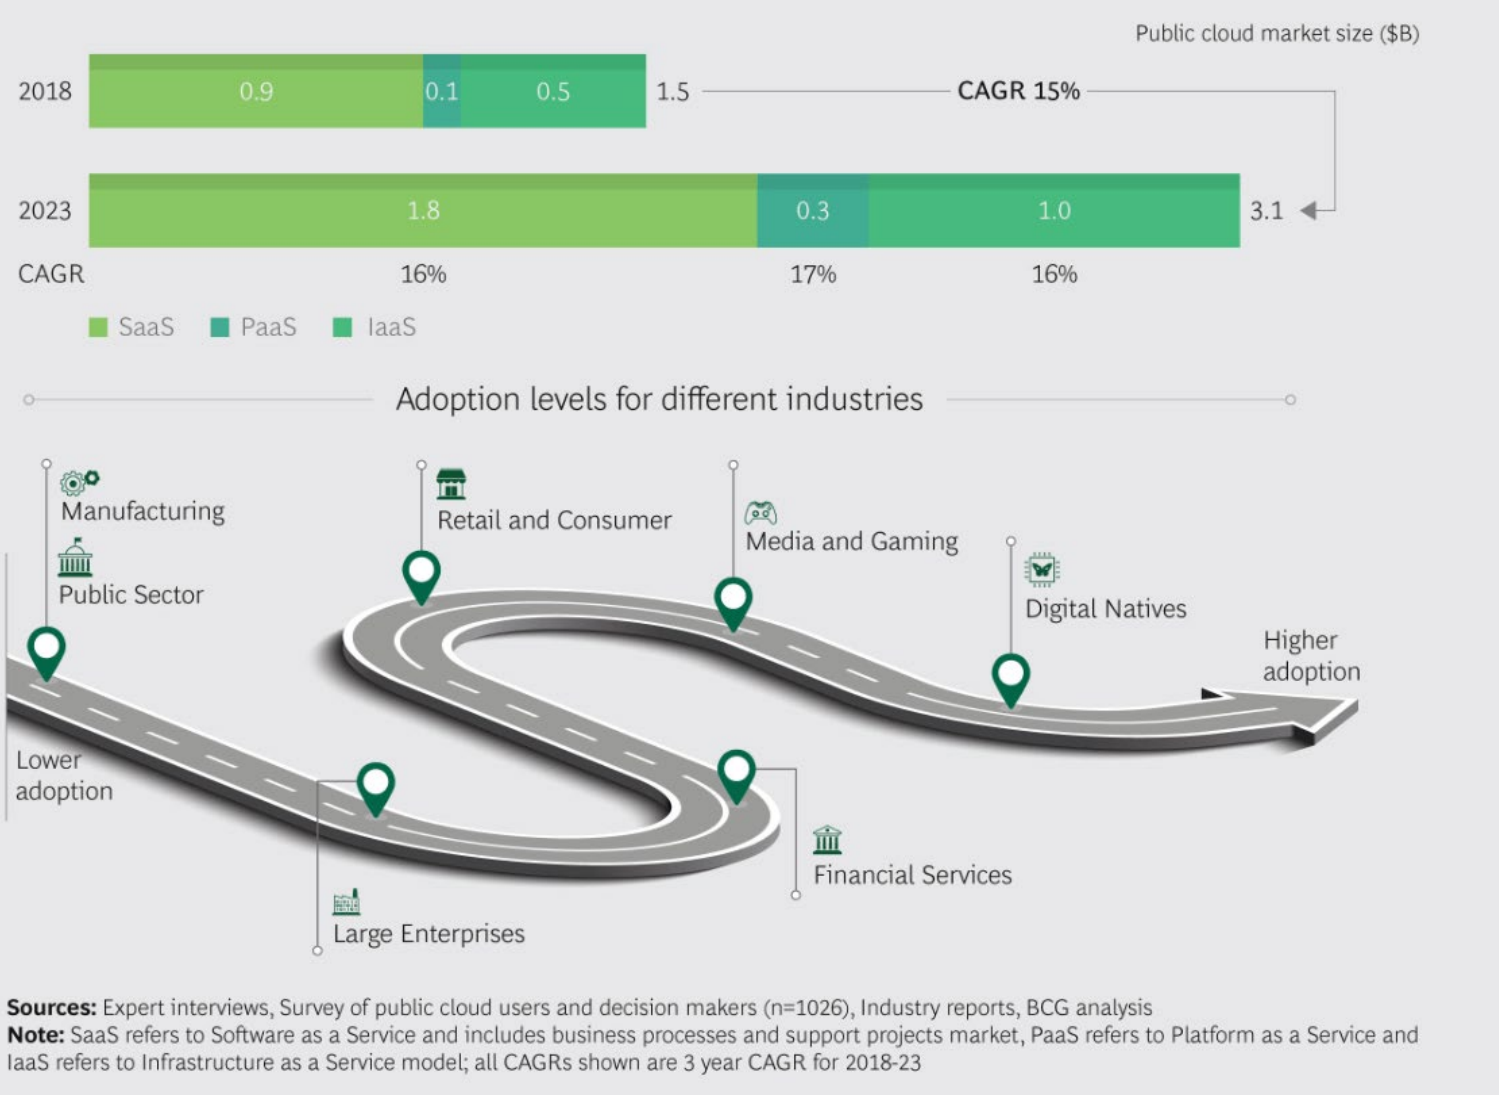 Public cloud market size ($B)
2018 0.9 0.1 0.5 1.5 CAGR 15%
2023 1.8 0.3 1.0 3.1
CAGR 16% 17% 16%
SaaS PaaS IaaS
Adoption levels for different industries
Manufacturing
Public Sector
Retail and Consumer
Media and Gaming
Digital Natives
Higher
adoption
Lower
adoption
Financial Services
Large Enterprises
Sources: Expert interviews, Survey of public cloud users and decision makers (n=1026), Industry reports, BCG analysis
Note: SaaS refers to Software as a Service and includes business processes and support projects market, PaaS refers to Platform as a Service and
IaaS refers to Infrastructure as a Service model; all CAGRs shown are 3 year CAGR for 2018-23